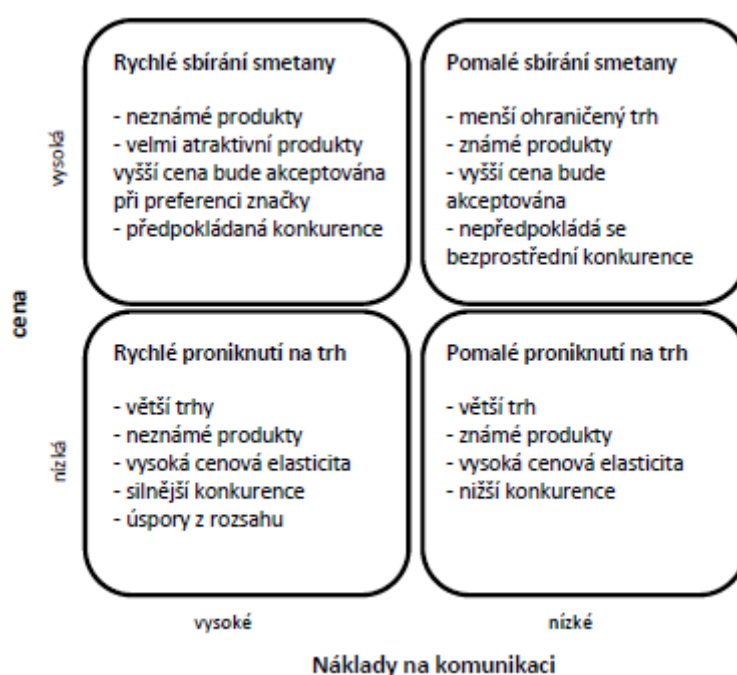 Rychlé sbírání smetany
- neznámé produkty
- velmi atraktivní produkty
vyšší cena bude akceptována
při preferenci značky
- předpokládaná konkurence
Pomalé sbírání smetany
- menší ohraničený trh
- známé produkty
- vyšší cena bude
akceptována
- nepředpokládá se
bezprostřední konkurence
vysoká
cena
Rychlé proniknutí na trh
- větší trhy
- neznámé produkty
- vysoká cenová elasticita
- silnější konkurence
- úspory z rozsahu
Pomalé proniknutí na trh
- větší trh
- známé produkty
- vysoká cenová elasticita
- nižší konkurence
nízká
vysoké
nízké
Náklady na komunikaci